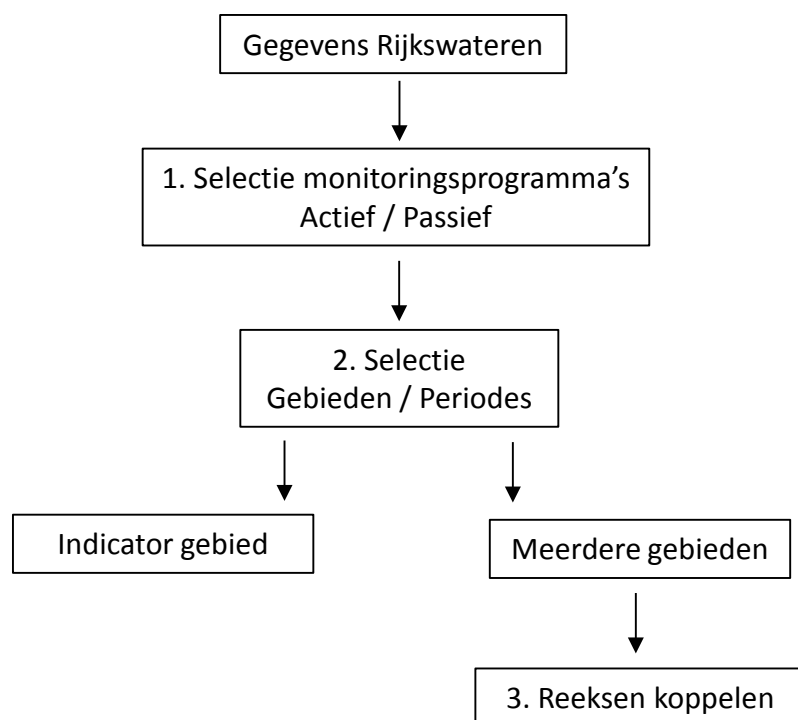 Gegevens Rijkswateren
1. Selectie monitoringsprogramma's
Actief / Passief
2. Selectie
Gebieden / Periodes
Indicator gebied
Meerdere gebieden
3. Reeksen koppelen